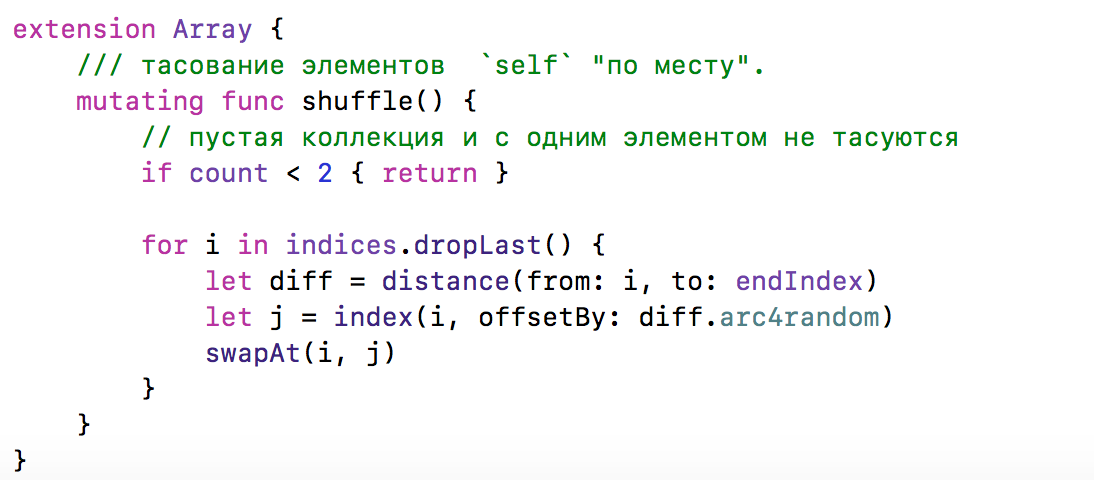 extension Array {
    /// тасование элементов  `self` "по месту".
    mutating func shuffle() {
        // пустая коллекция и с одним элементом не тасуются
        if count < 2 { return }

        for i in indices.dropLast() {
            let diff = distance(from: i, to: endIndex)
            let j = index(i, offsetBy: diff.arc4random)
            swapAt(i, j)
        }
    }
}